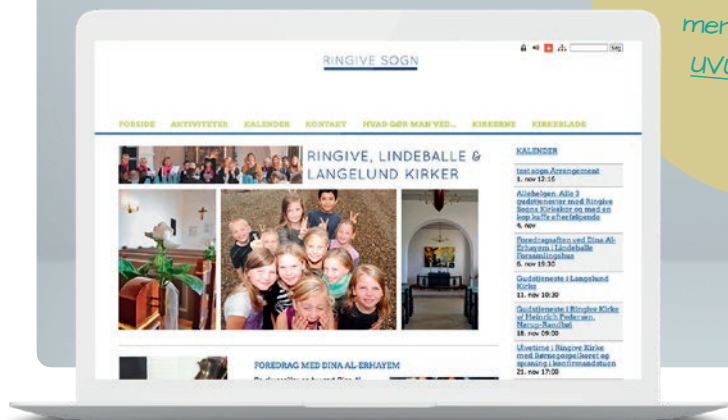 mer
UVU
RINGIVE SOGN
Søg
FORSIDE AKTIVITETER KALENDER KONTAKT HVAD GØR MAN VED... KIRKERNE KIRKEBLADE
RINGIVE, LINDEBALLE &
LANGELUND KIRKER
KALENDER
test sogn Arrangement
1. nov 12:16
Allehelgen. Alle 3
gudstjenester med Ringive
Sogns Kirkekor og med en
kop kaffe efterfølgende
4. nov
Foredragsaften ved Dina Al-
Erhayem i Lindeballe
Forsamlingshus
6. nov 19:30
Gudstjeneste i Langelund
Kirke
11. nov 10:30
Gudstjeneste i Ringive Kirke
v/ Heinrich Pedersen,
Nørup-Randbøl
18. nov 09:00
Ulvetime i Ringive Kirke
med Børnegospelkoret og
spisning i konfirmandstuen
21. nov 17:00
FOREDRAG MED DINA AL-ERHAYEM